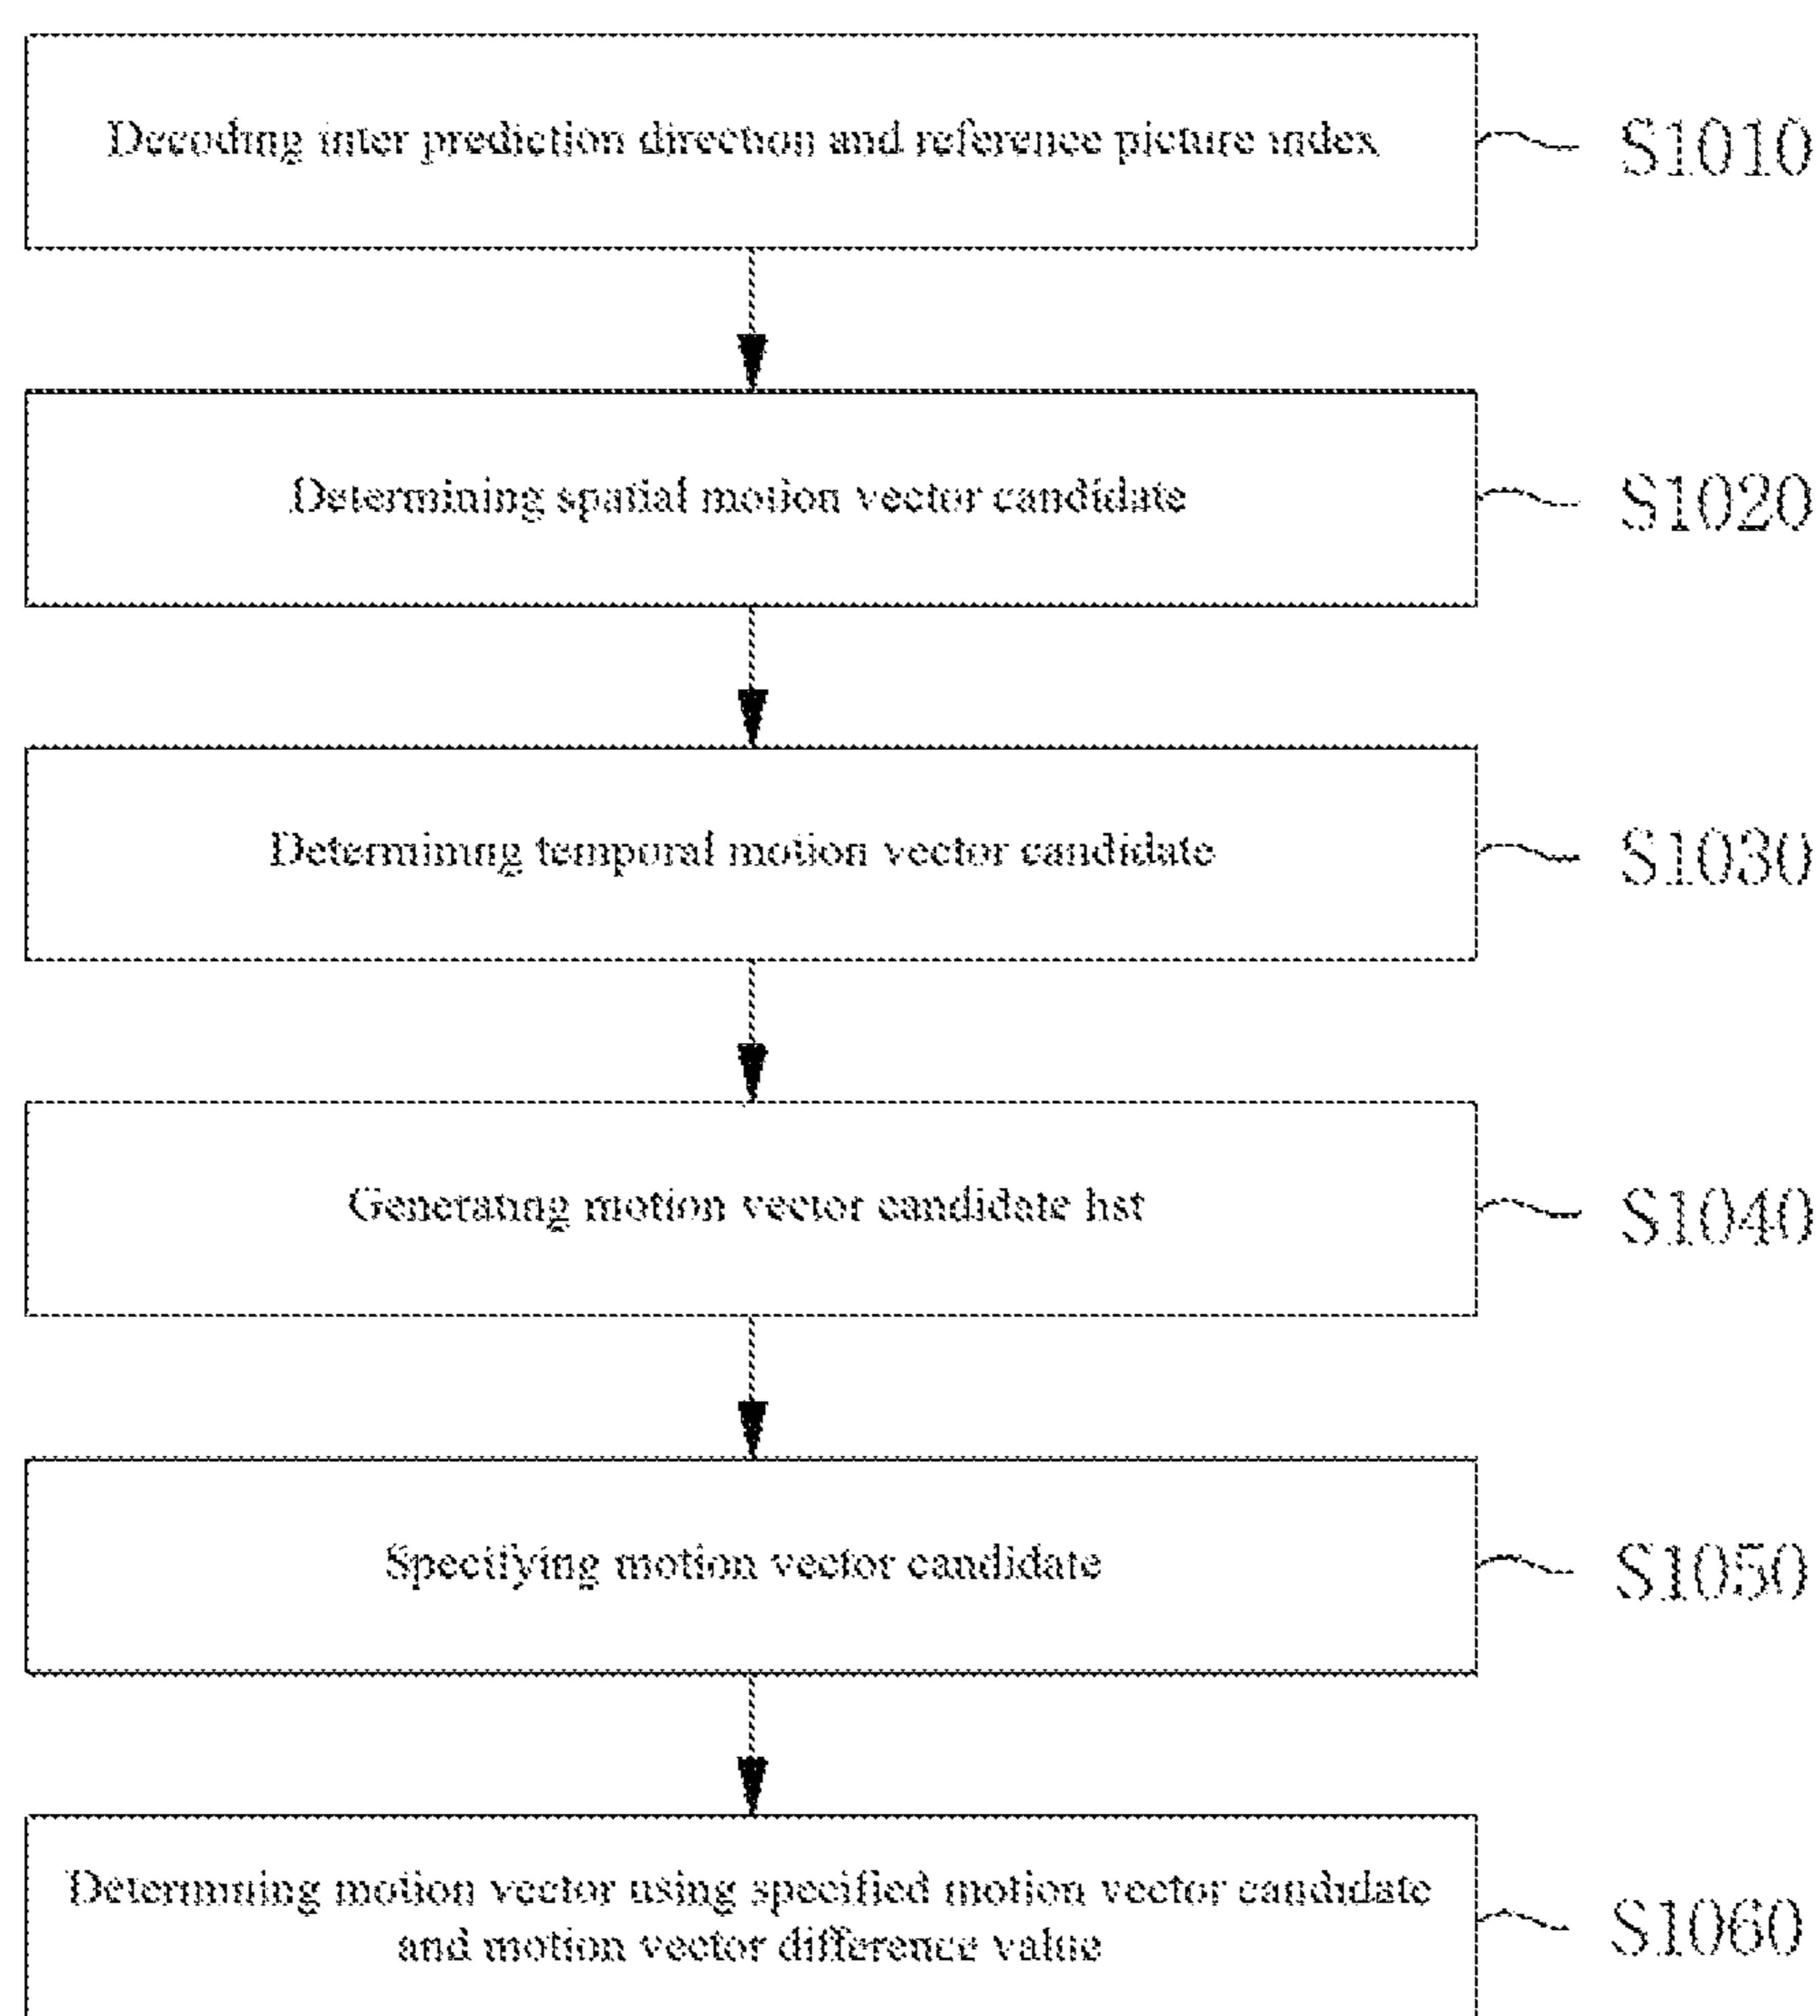 Decoding inter prediction direction and reference picture index
S1010
Determining spatial motion vector candidate
S1020
Determining temporal motion vector candidate
S1030
Generating motion vector candidate list
S1040
Specifying motion vector candidate
S1050
Determining motion vector using specified motion vector candidate
and motion vector difference value
S1060